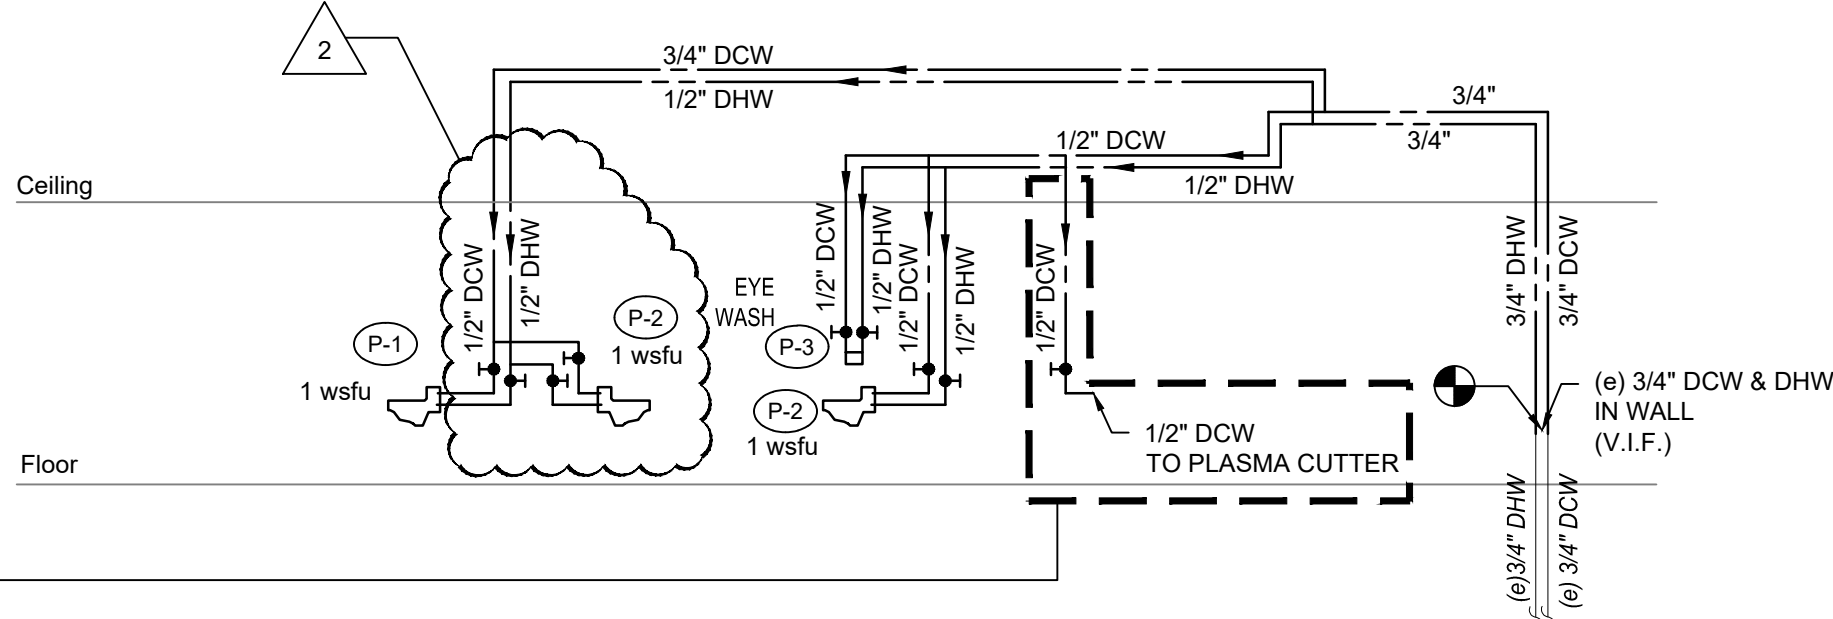 2
3/4" DCW
1/2" DHW
3/4"
3/4"
1/2" DCW
1/2" DHW
Ceiling
1/2" DCW
1/2" DHW
1/2" DCW
1/2" DHW
1/2" DCW
1/2" DHW
1/2" DCW
3/4" DHW
3/4" DCW
EYE
WASH
P-1
1 wsfu
P-2
1 wsfu
P-3
P-2
1 wsfu
(e) 3/4" DCW & DHW
IN WALL
(V.I.F.)
1/2" DCW
TO PLASMA CUTTER
Floor
(e)3/4" DHW
(e) 3/4" DCW